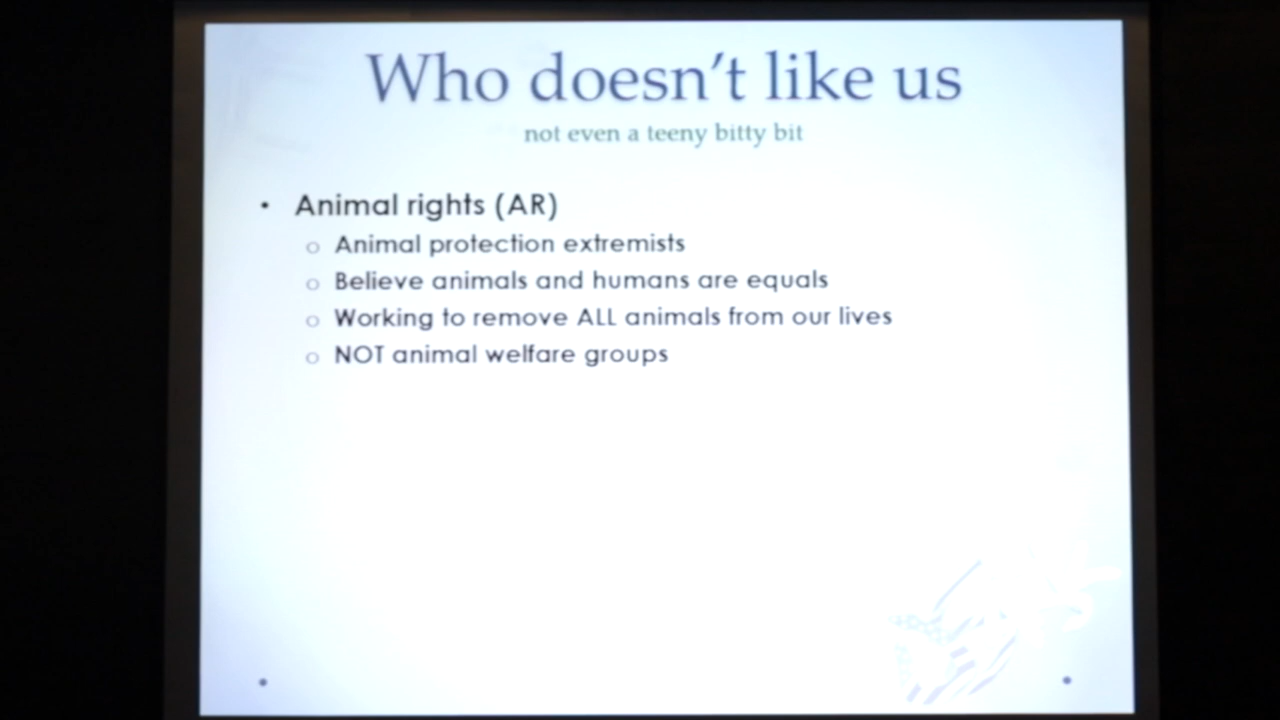 Who doesn't like us
not even a teeny bitty bit
• Animal rights (AR)
o Animal protection extremists
o Believe animals and humans are equals
o Working to remove ALL animals from our lives
o NOT animal welfare groups